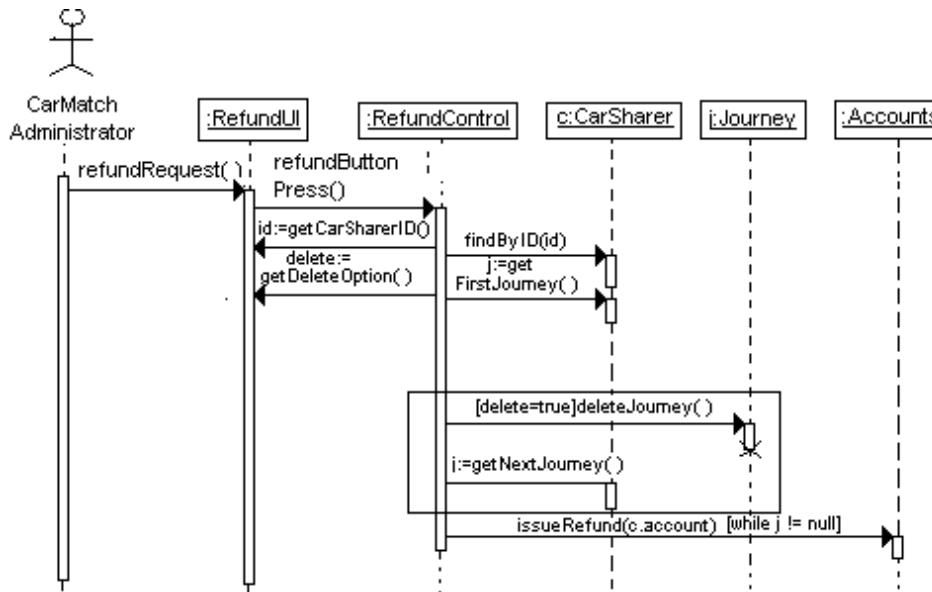 CarMatch
Administrator
:RefundUI
:RefundControl
c:CarSharer
j:Journey
:Accounts
refundRequest( )
refundButton
Press()
id:=getCarSharerID()
findByID(id)
delete:=
getDeleteOption( )
j:=get
FirstJourney( )
[delete=true]deleteJourney( )
j:=getNextJourney( )
issueRefund(c.account) [while j != null]